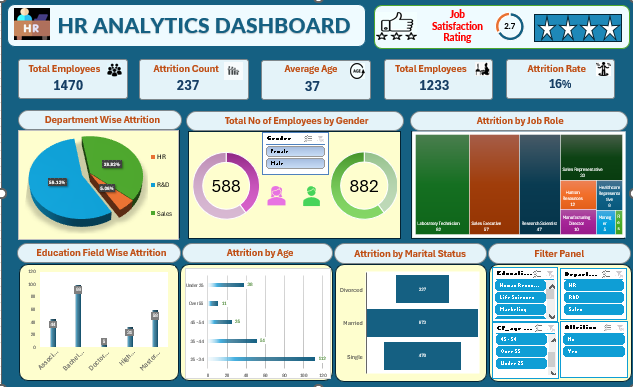 HR
HR ANALYTICS DASHBOARD
Job
Satisfaction
Rating
2.7
Total Employees
1470
Attrition Count
237
Average Age
37
AGE
Total Employees
1233
Attrition Rate
16%
Department Wise Attrition
38.82%
56.12%
5.06%
HR
R&D
Sales
Total No of Employees by Gender
Gender
Female
Male
588
882
Attrition by Job Role
Laboratory Technician
62
Sales Executive
57
Research Scientist
47
Sales Representative
33
Human
Resources
12
Healthcare
Representa
tive
9
Manufacturing
Director
10
Manag
er
5
Education Field Wise Attrition
120
100
80
60
40
20
0
Associ...
Bachel...
Doctor...
High...
Master...
Attrition by Age
Under 25
38
Over 55
11
45 - 54
25
35 - 44
51
25 - 34
112
0
20
40
60
80
100
120
Attrition by Marital Status
Divorced
327
Married
673
Single
470
Filter Panel
Educati...
Human Resou...
Life Sciences
Marketing
Depart...
HR
R&D
Sales
CF_age ...
45 - 54
Over 55
Under 25
Attrition
No
Yes